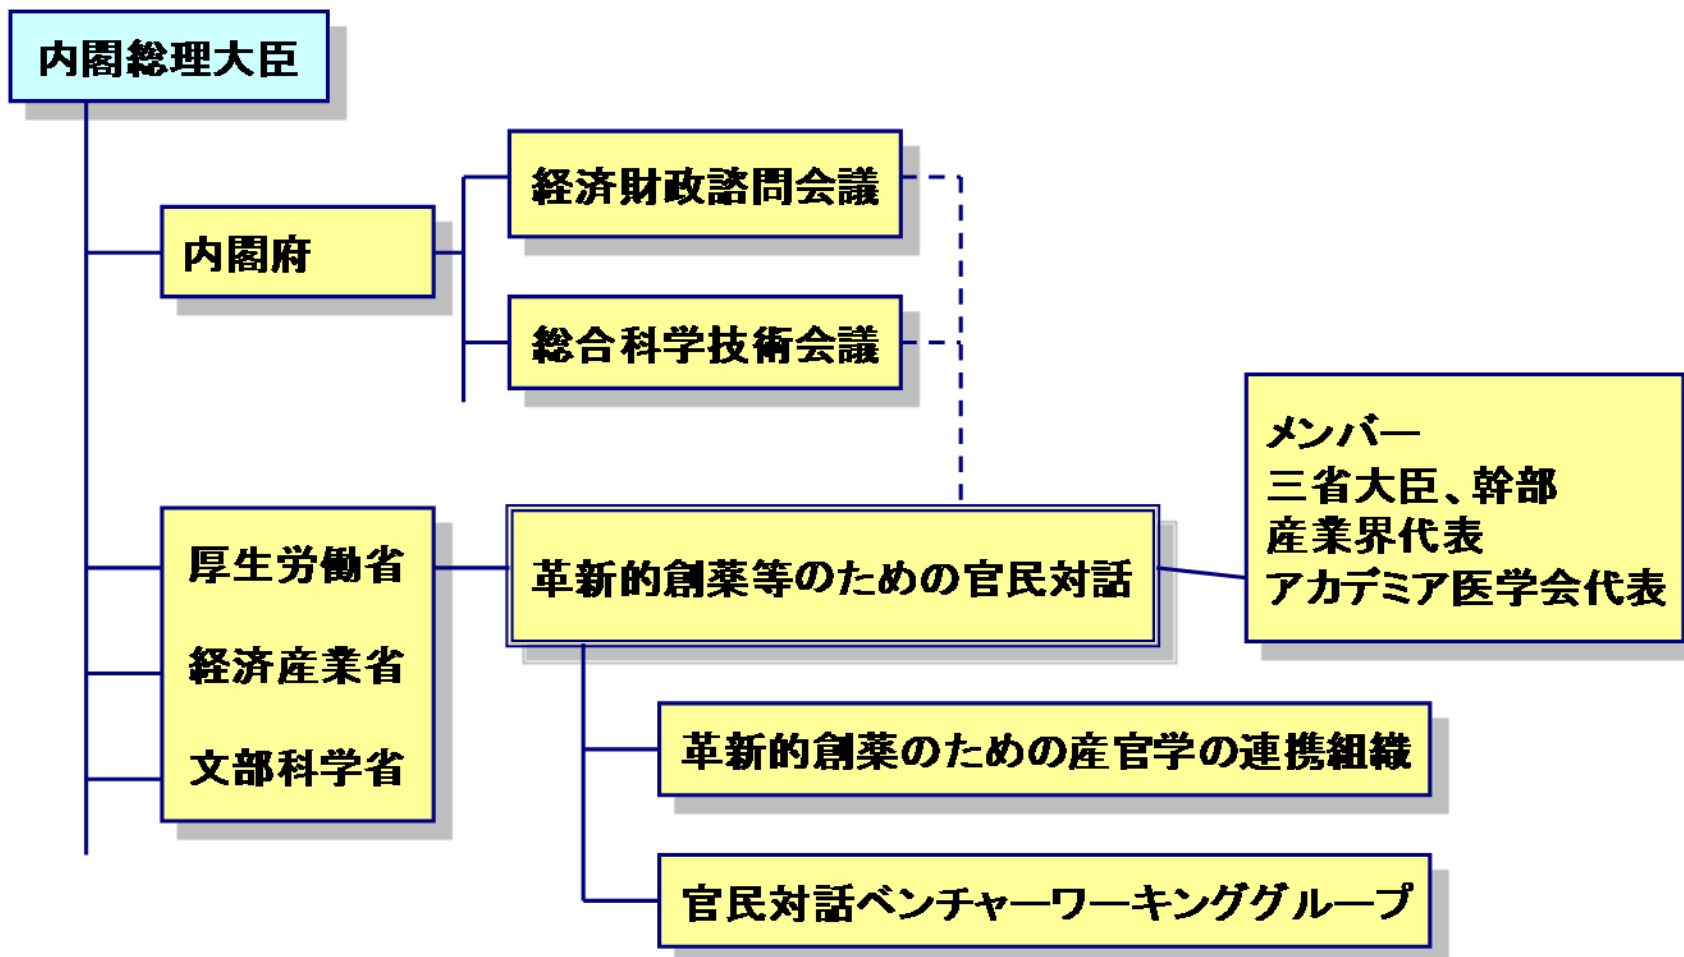 内閣総理大臣
経済財政諮問会議
内閣府
総合科学技術会議
メンバー
三省大臣、幹部
産業界代表
アカデミア医学会代表
厚生労働省
経済産業省
文部科学省
革新的創薬等のための官民対話
革新的創薬のための産官学の連携組織
官民対話ベンチャーワーキンググループ